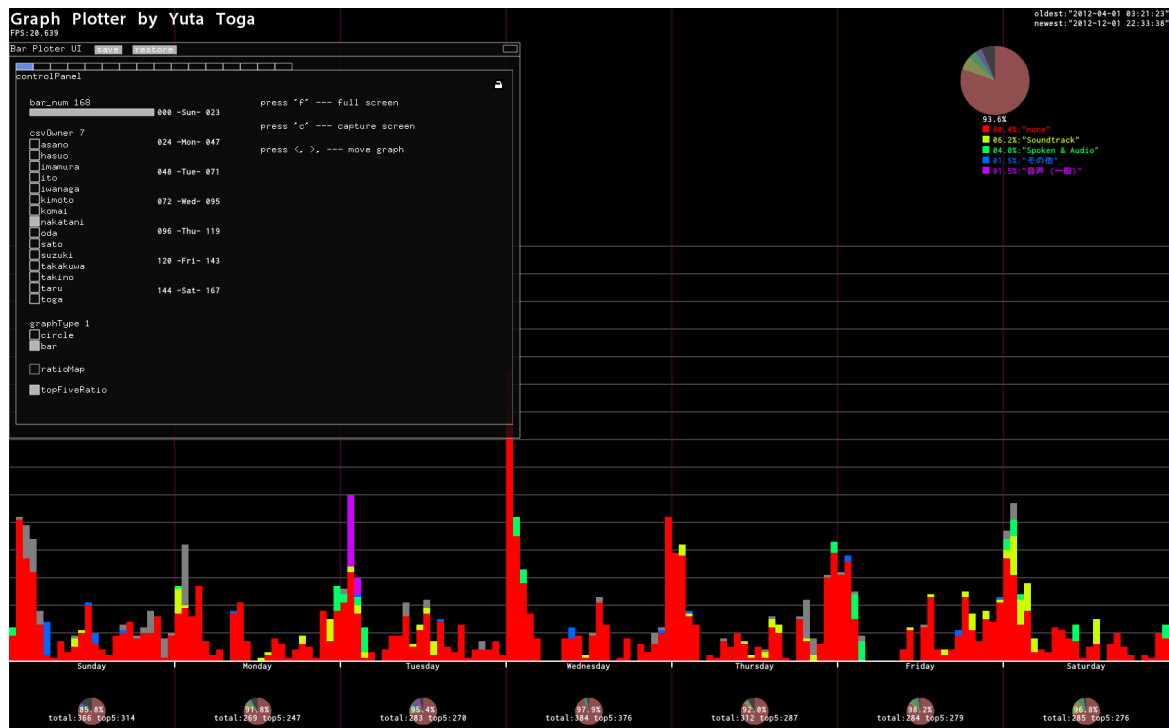 Graph Plotter by Yuta Toga
FPS:20.639
oldest:"2012-04-01 03:21:23"
newest:"2012-12-01 22:33:38"
Bar Ploter UI save restore
controlPanel
bar_num 168
000 -Sun- 023
024 -Mon- 047
048 -Tue- 071
072 -Wed- 095
096 -Thu- 119
120 -Fri- 143
144 -Sat- 167
press 'f' --- full screen
press 'c' --- capture screen
press <, >, --- move graph
csvOwner 7
asano
hasuo
imamura
ito
iwanaga
kimoto
komai
nakatani
oda
sato
suzuki
takakuwa
takino
taru
toga
graphType 1
circle
bar
ratioMap
topFiveRatio
93.6%
80.4%:"none"
06.2%:"Soundtrack"
04.0%:"Spoken & Audio"
01.5%:"その他"
01.5%:"音声 (一般)"
Sunday Monday Tuesday Wednesday Thursday Friday Saturday
85.8% 91.8% 95.4% 97.9% 92.0% 98.2% 96.8%
total:366 top5:314 total:269 top5:247 total:283 top5:270 total:384 top5:376 total:312 top5:287 total:284 top5:279 total:285 top5:276